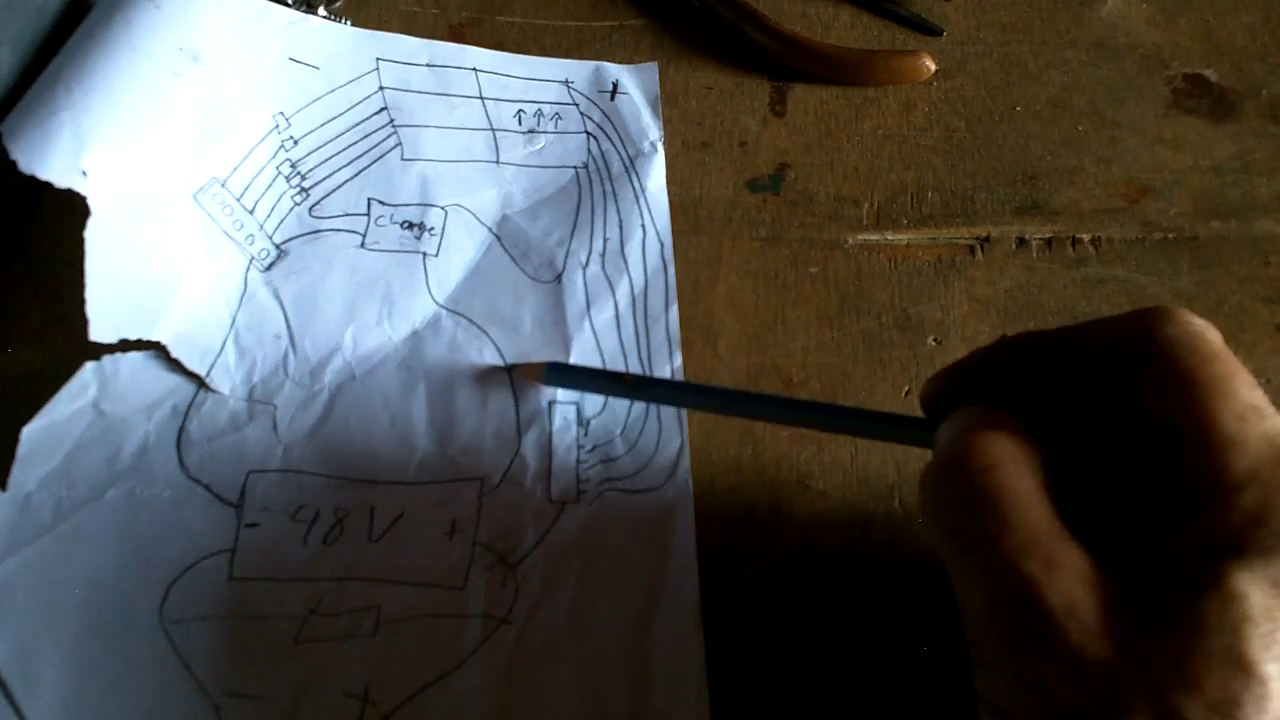 - +
↑↑↑
charge
- 48V +
- +